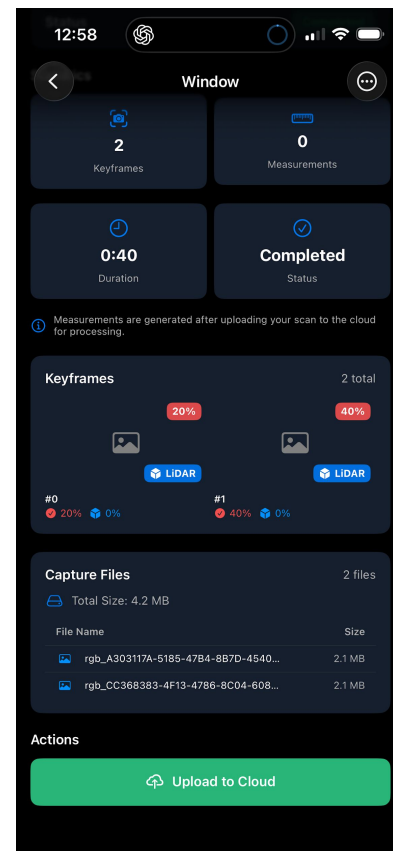 12:58
Window
2
Keyframes
0
Measurements
0:40
Duration
Completed
Status
Measurements are generated after uploading your scan to the cloud
for processing.
Keyframes 2 total
20%
40%
LiDAR
LiDAR
#0
20% 0%
#1
40% 0%
Capture Files 2 files
Total Size: 4.2 MB
File Name Size
rgb_A303117A-5185-47B4-8B7D-4540... 2.1 MB
rgb_CC368383-4F13-4786-8C04-608... 2.1 MB
Actions
Upload to Cloud